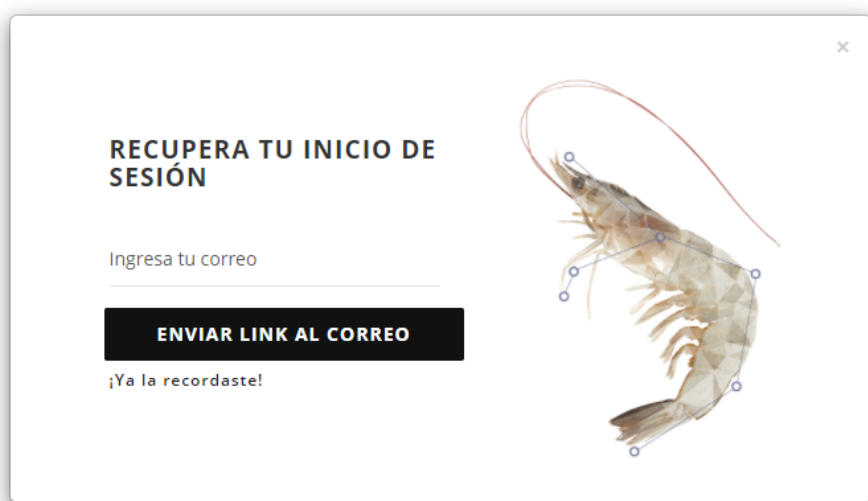 ×
RECUPERA TU INICIO DE
SESIÓN
Ingresa tu correo
ENVIAR LINK AL CORREO
¡Ya la recordaste!